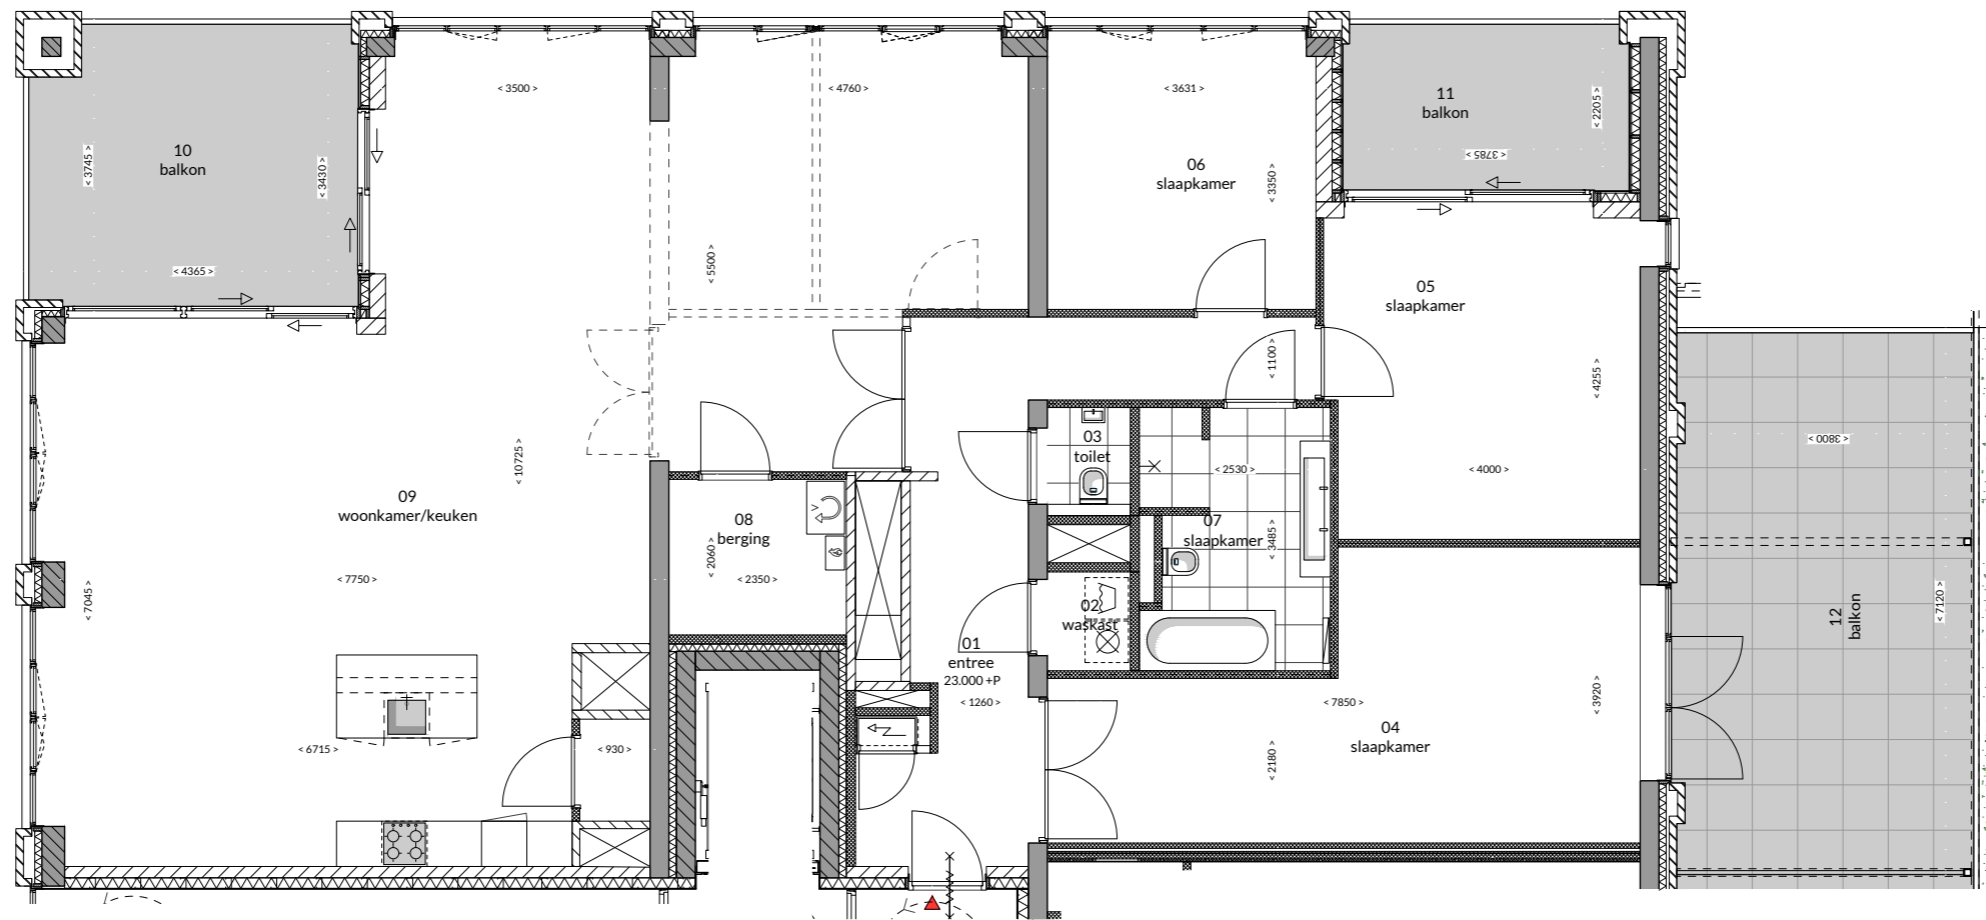 < 3500 >
< 4760 >
< 3631 >
11
balkon
< 2205 >
< 3785 >
10
balkon
< 3745 >
< 3430 >
< 4365 >
06
slaapkamer
< 3350 >
< 5500 >
05
slaapkamer
< 1100 >
< 4255 >
03
toilet
< 2530 >
< 4000 >
< 3800 >
< 10725 >
09
woonkamer/keuken
08
berging
< 2060 >
< 2350 >
07
slaapkamer
< 3485 >
< 7750 >
< 7045 >
02
waskast
01
entree
23.000 +P
< 1260 >
12
balkon
< 7120 >
< 7850 >
< 3920 >
04
slaapkamer
< 2180 >
< 6715 >
< 930 >